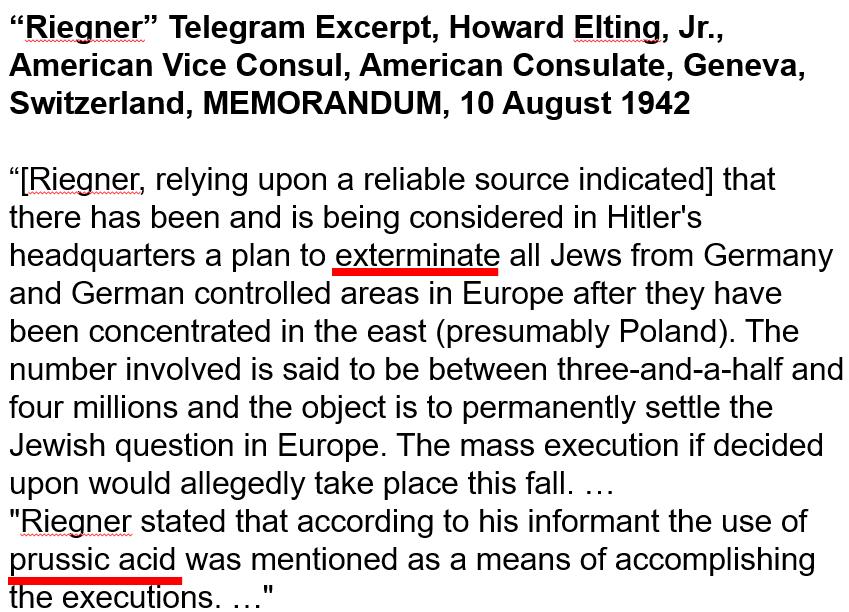 “Riegner” Telegram Excerpt, Howard Elting, Jr.,
American Vice Consul, American Consulate, Geneva,
Switzerland, MEMORANDUM, 10 August 1942
“[Riegner, relying upon a reliable source indicated] that
there has been and is being considered in Hitler's
headquarters a plan to exterminate all Jews from Germany
and German controlled areas in Europe after they have
been concentrated in the east (presumably Poland). The
number involved is said to be between three-and-a-half and
four millions and the object is to permanently settle the
Jewish question in Europe. The mass execution if decided
upon would allegedly take place this fall. …
"Riegner stated that according to his informant the use of
prussic acid was mentioned as a means of accomplishing
the executions. …"